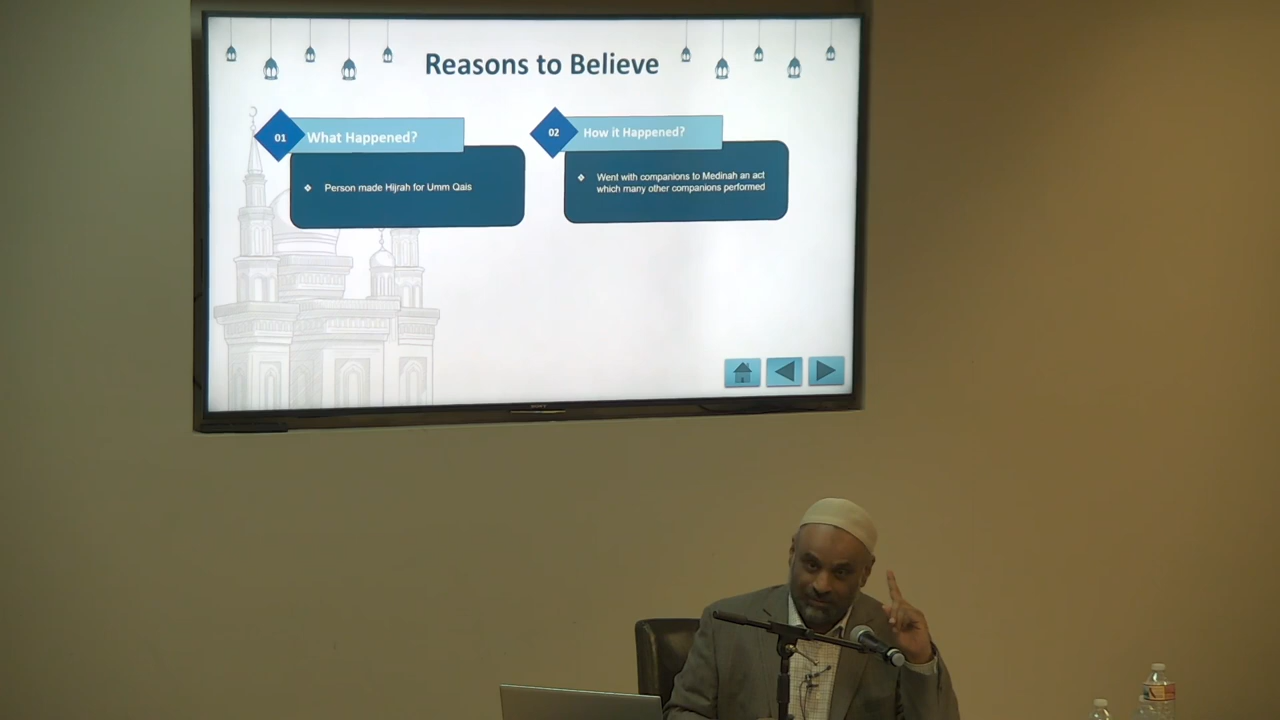 Reasons to Believe
01
What Happened?
❖ Person made Hijrah for Umm Qais
02
How it Happened?
❖ Went with companions to Medinah an act
which many other companions performed
SONY